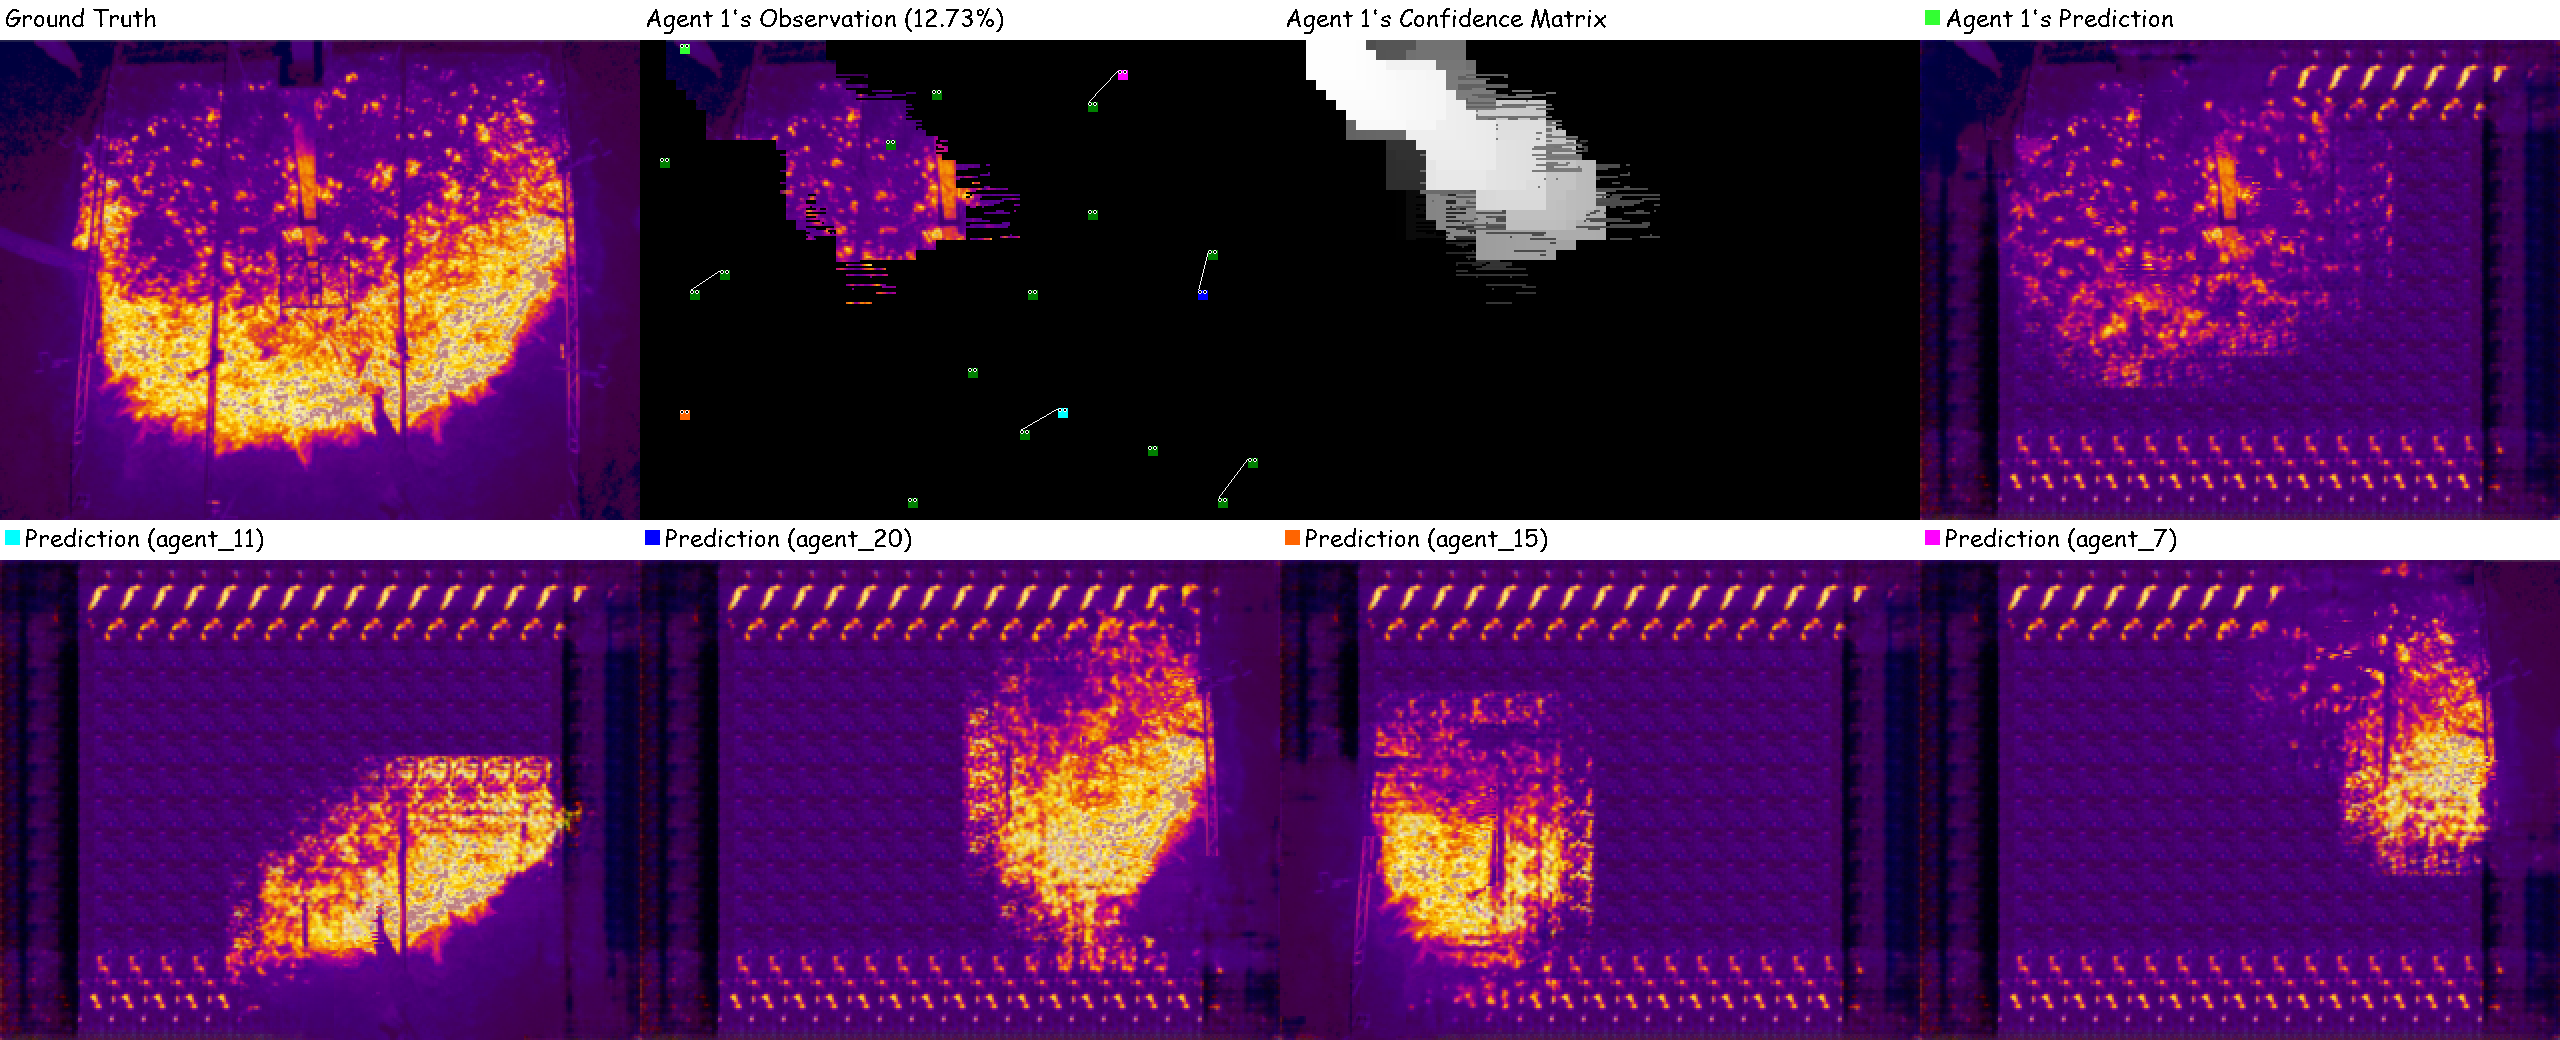 Ground Truth
Agent 1's Observation (12.73%)
Agent 1's Confidence Matrix
Agent 1's Prediction
Prediction (agent_11)
Prediction (agent_20)
Prediction (agent_15)
Prediction (agent_7)